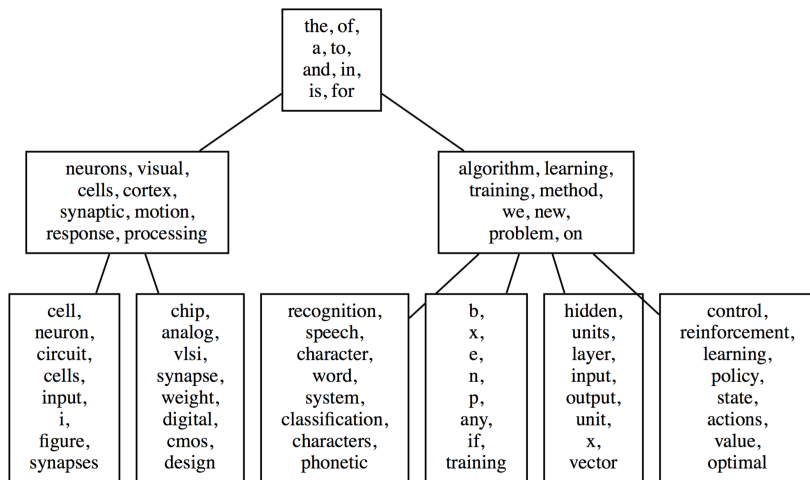 the, of,
a, to,
and, in,
is, for
neurons, visual,
cells, cortex,
synaptic, motion,
response, processing
algorithm, learning,
training, method,
we, new,
problem, on
cell,
neuron,
circuit,
cells,
input,
i,
figure,
synapses
chip,
analog,
vlsi,
synapse,
weight,
digital,
cmos,
design
recognition,
speech,
character,
word,
system,
classification,
characters,
phonetic
b,
x,
e,
n,
p,
any,
if,
training
hidden,
units,
layer,
input,
output,
unit,
x,
vector
control,
reinforcement,
learning,
policy,
state,
actions,
value,
optimal